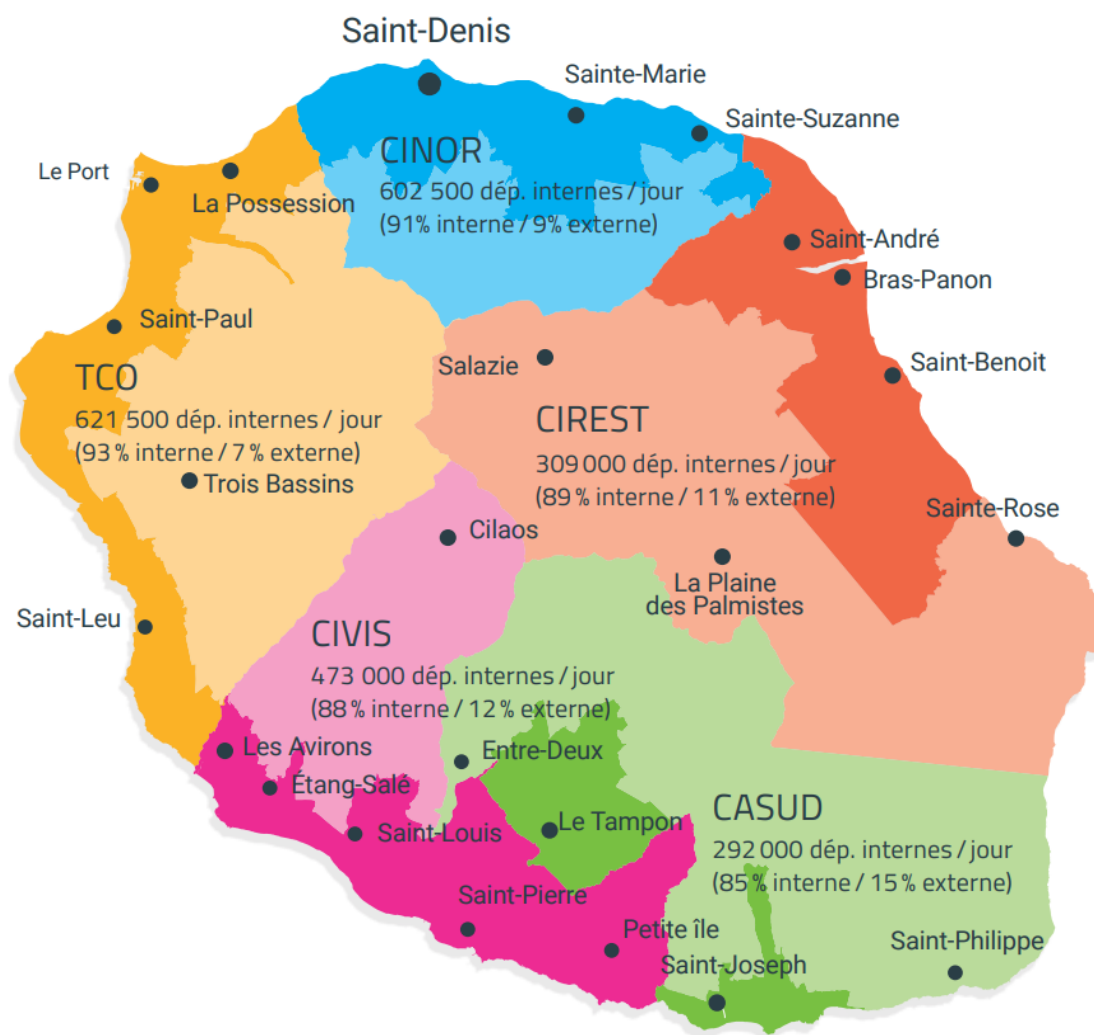 Saint-Denis
Sainte-Marie
Sainte-Suzanne
CINOR
602 500 dép. internes / jour
(91% interne / 9% externe)
Le Port
La Possession
Saint-André
Bras-Panon
Saint-Paul
Salazie
Saint-Benoit
TCO
621 500 dép. internes / jour
(93 % interne / 7 % externe)
Trois Bassins
CIREST
309 000 dép. internes / jour
(89 % interne / 11 % externe)
Sainte-Rose
Cilaos
La Plaine
des Palmistes
Saint-Leu
CIVIS
473 000 dép. internes / jour
(88 % interne / 12 % externe)
Les Avirons
Entre-Deux
Étang-Salé
Saint-Louis
Le Tampon
CASUD
292 000 dép. internes / jour
(85 % interne / 15 % externe)
Saint-Pierre
Petite île
Saint-Joseph
Saint-Philippe